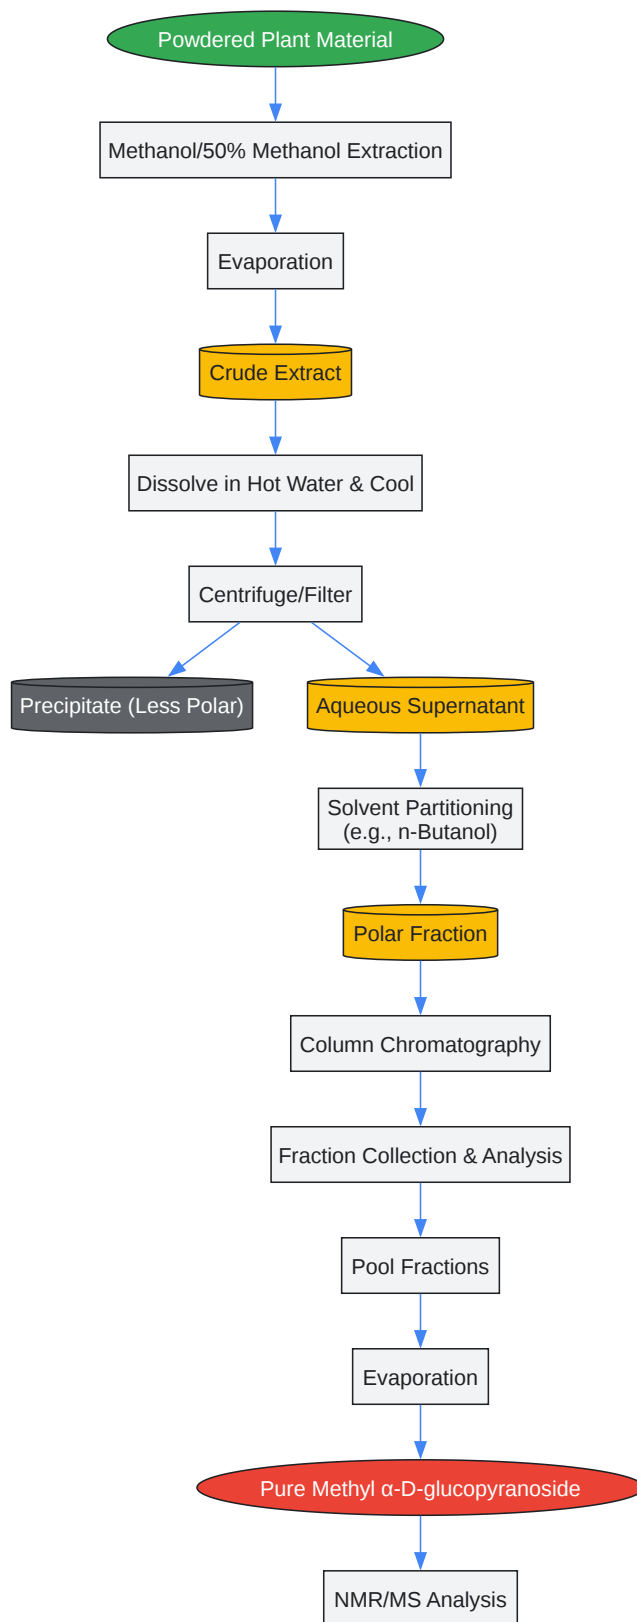 Powdered Plant Material
Methanol/50% Methanol Extraction
Evaporation
Crude Extract
Dissolve in Hot Water & Cool
Centrifuge/Filter
Precipitate (Less Polar)
Aqueous Supernatant
Solvent Partitioning
(e.g., n-Butanol)
Polar Fraction
Column Chromatography
Fraction Collection & Analysis
Pool Fractions
Evaporation
Pure Methyl α-D-glucopyranoside
NMR/MS Analysis